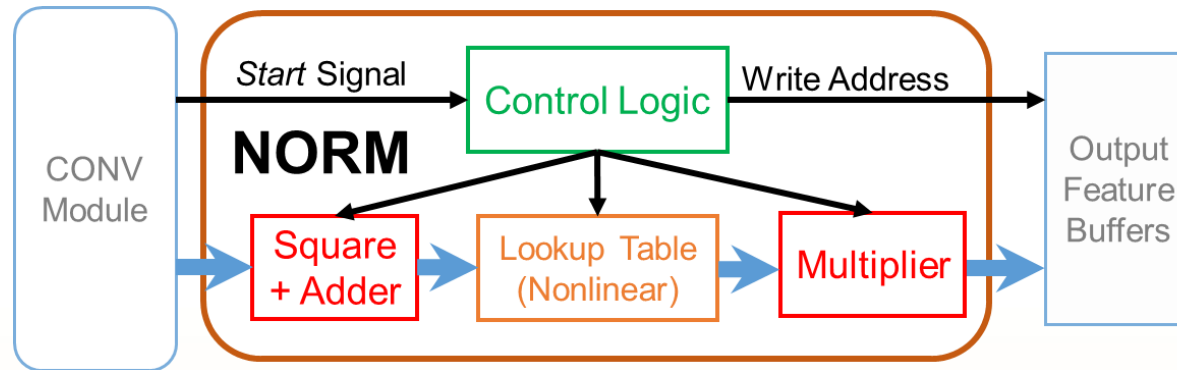 Start Signal
Control Logic
Write Address
NORM
CONV
Module
Square
+ Adder
Lookup Table
(Nonlinear)
Multiplier
Output
Feature
Buffers